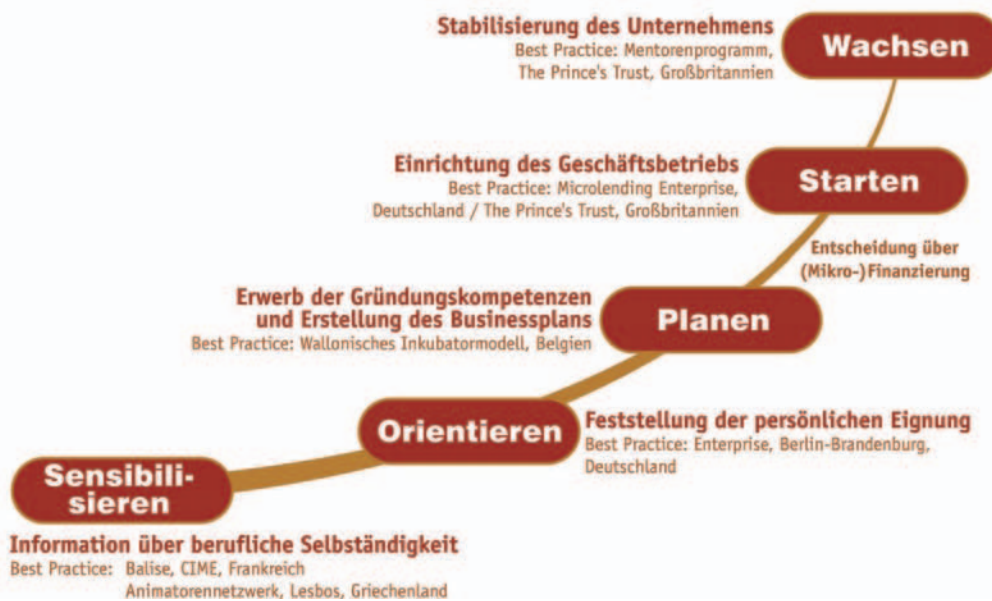 Stabilisierung des Unternehmens
Best Practice: Mentorenprogramm,
The Prince's Trust, Großbritannien
Wachsen
Einrichtung des Geschäftsbetriebs
Best Practice: Microlending Enterprise,
Deutschland / The Prince's Trust, Großbritannien
Starten
Entscheidung über
(Mikro-)Finanzierung
Erwerb der Gründungskompetenzen
und Erstellung des Businessplans
Best Practice: Wallonisches Inkubatormodell, Belgien
Planen
Orientieren
Feststellung der persönlichen Eignung
Best Practice: Enterprise, Berlin-Brandenburg,
Deutschland
Sensibili-
sieren
Information über berufliche Selbständigkeit
Best Practice: Balise, CIME, Frankreich
Animatorennetzwerk, Lesbos, Griechenland